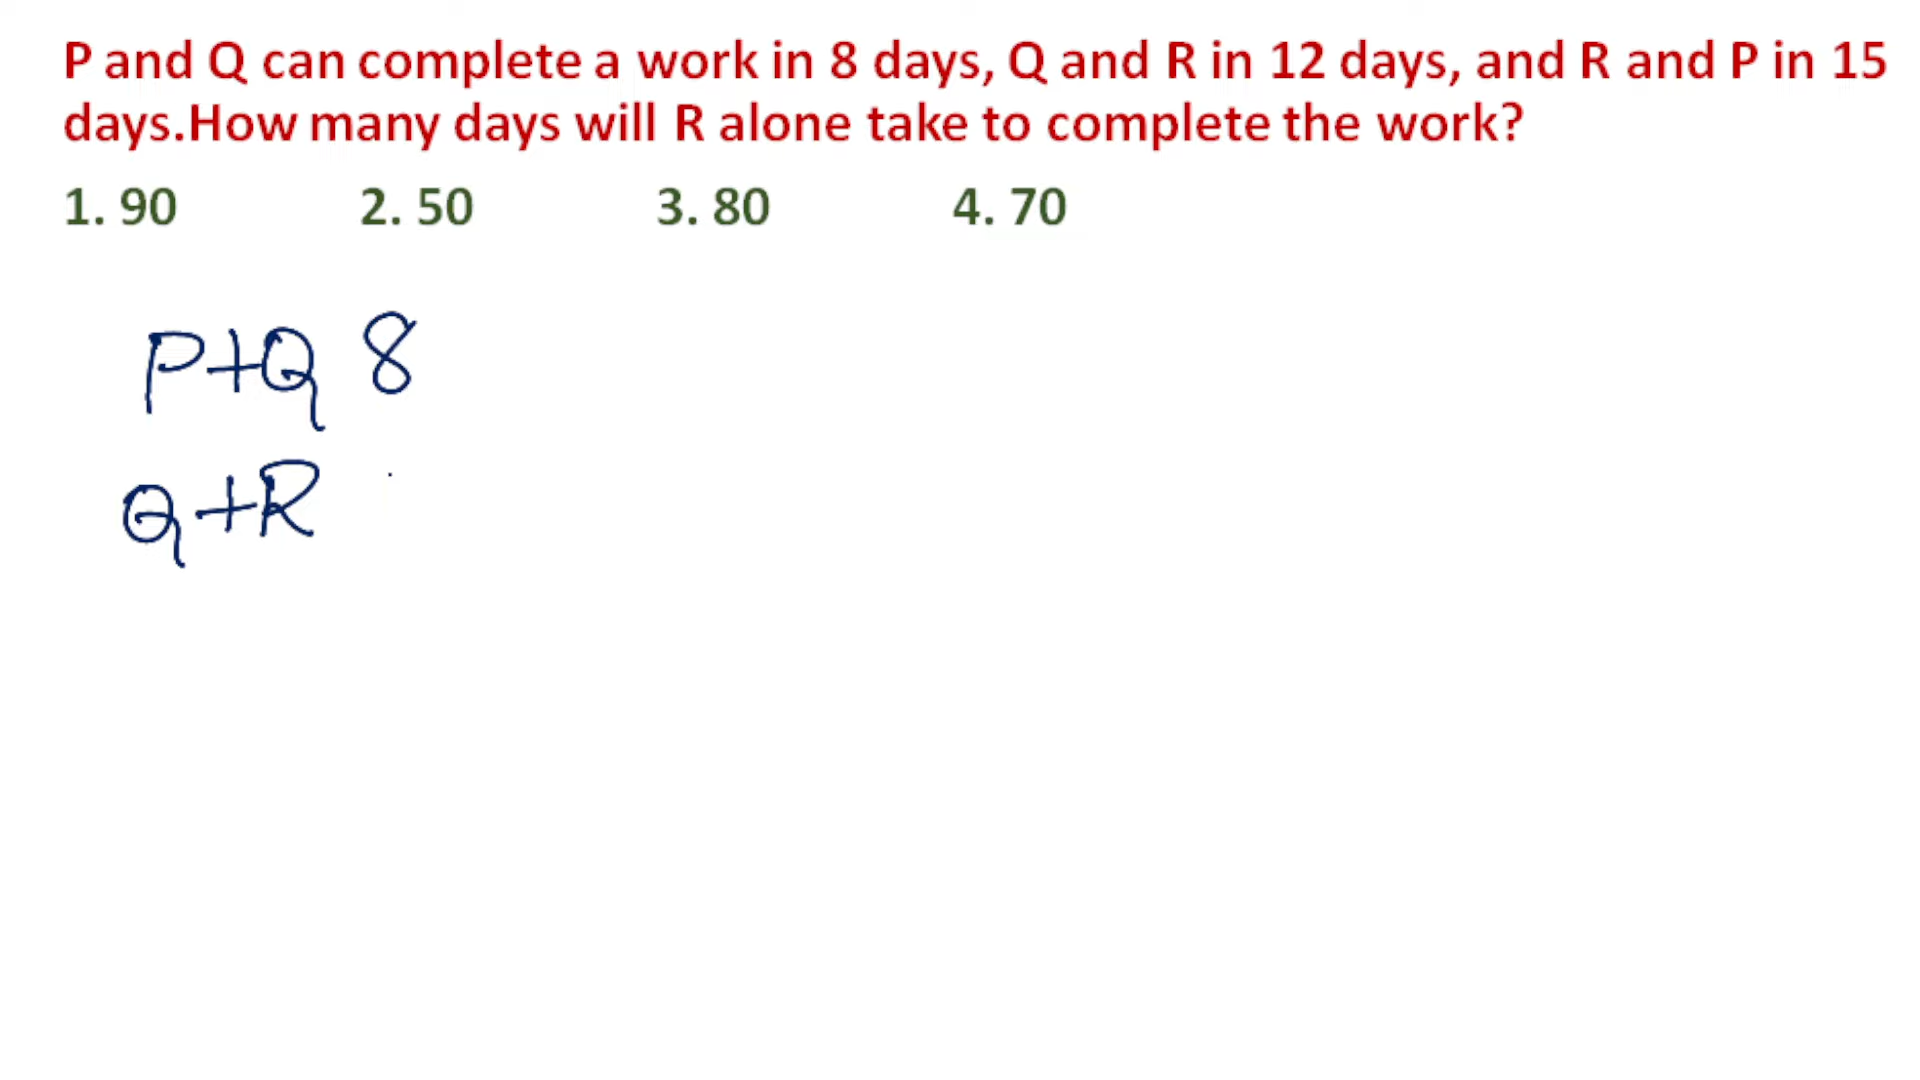 P and Q can complete a work in 8 days, Q and R in 12 days, and R and P in 15
days.How many days will R alone take to complete the work?
1. 90 2. 50 3. 80 4. 70
P+Q 8
Q+R